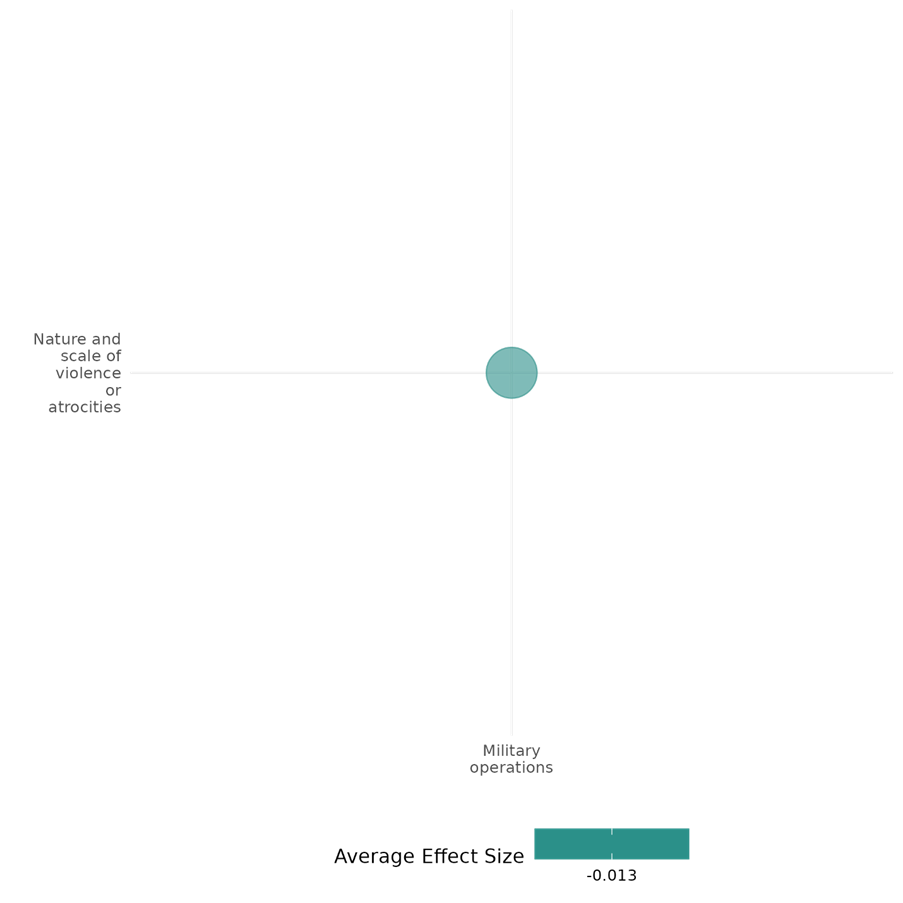 Nature and
scale of
violence
or
atrocities
Military
operations
Average Effect Size
-0.013